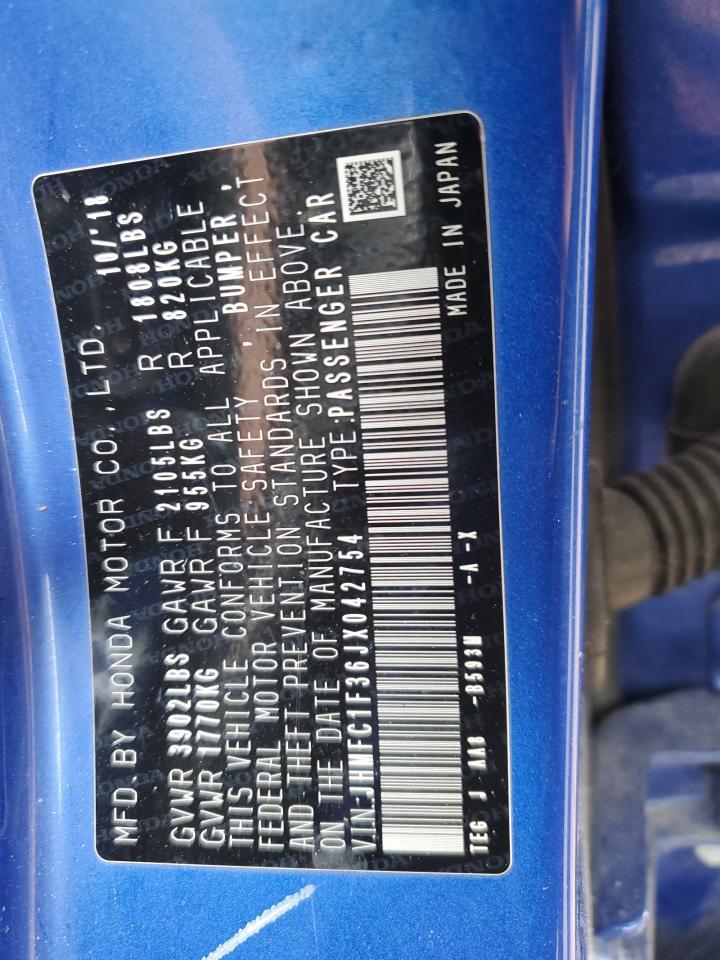 MFD BY HONDA MOTOR CO., LTD. 10/'18
GVWR 3902LBS GAWR F 2105LBS R 1808LBS
GVWR 1770KG GAWR F 955KG R 820KG
THIS VEHICLE CONFORMS TO ALL APPLICABLE
FEDERAL MOTOR VEHICLE SAFETY, BUMPER,
AND THEFT PREVENTION STANDARDS IN EFFECT
ON THE DATE OF MANUFACTURE SHOWN ABOVE.
VIN:JHMFC1F36JX042754 TYPE:PASSENGER CAR
TEG J AA8 -B593M -A-X MADE IN JAPAN